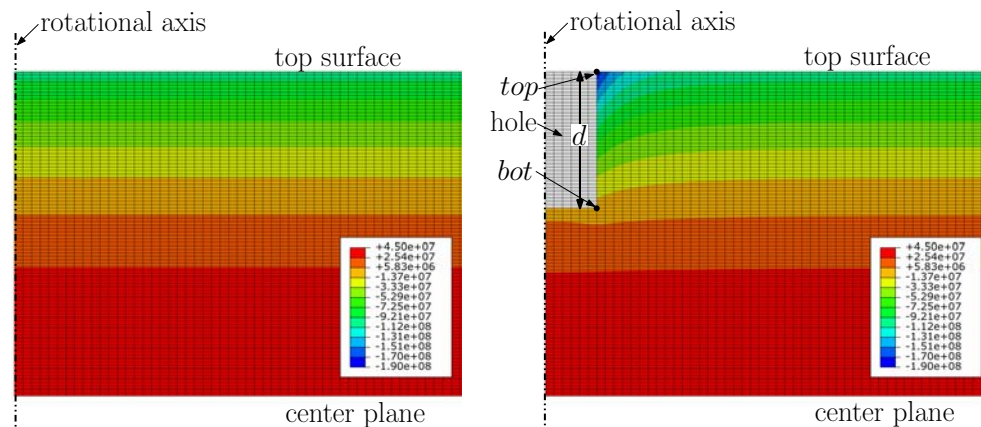 rotational axis
top surface
+4.50e+07
+2.54e+07
+5.83e+06
-1.37e+07
-3.33e+07
-5.29e+07
-7.25e+07
-9.21e+07
-1.12e+08
-1.31e+08
-1.51e+08
-1.70e+08
-1.90e+08
center plane
rotational axis
top surface
top
hole
d
bot
+4.50e+07
+2.54e+07
+5.83e+06
-1.37e+07
-3.33e+07
-5.29e+07
-7.25e+07
-9.21e+07
-1.12e+08
-1.31e+08
-1.51e+08
-1.70e+08
-1.90e+08
center plane